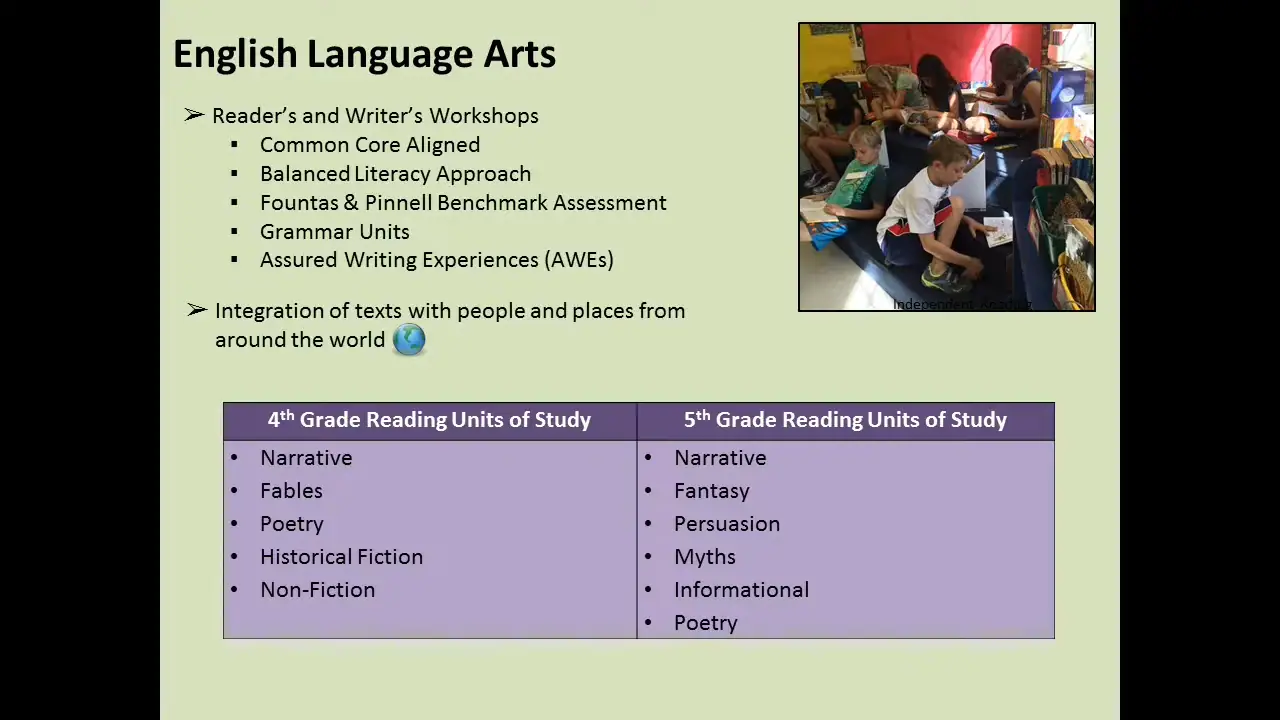 English Language Arts
➢ Reader's and Writer's Workshops
▪ Common Core Aligned
▪ Balanced Literacy Approach
▪ Fountas & Pinnell Benchmark Assessment
▪ Grammar Units
▪ Assured Writing Experiences (AWEs)
➢ Integration of texts with people and places from
around the world
Independent Reading
4th Grade Reading Units of Study
• Narrative
• Fables
• Poetry
• Historical Fiction
• Non-Fiction
5th Grade Reading Units of Study
• Narrative
• Fantasy
• Persuasion
• Myths
• Informational
• Poetry